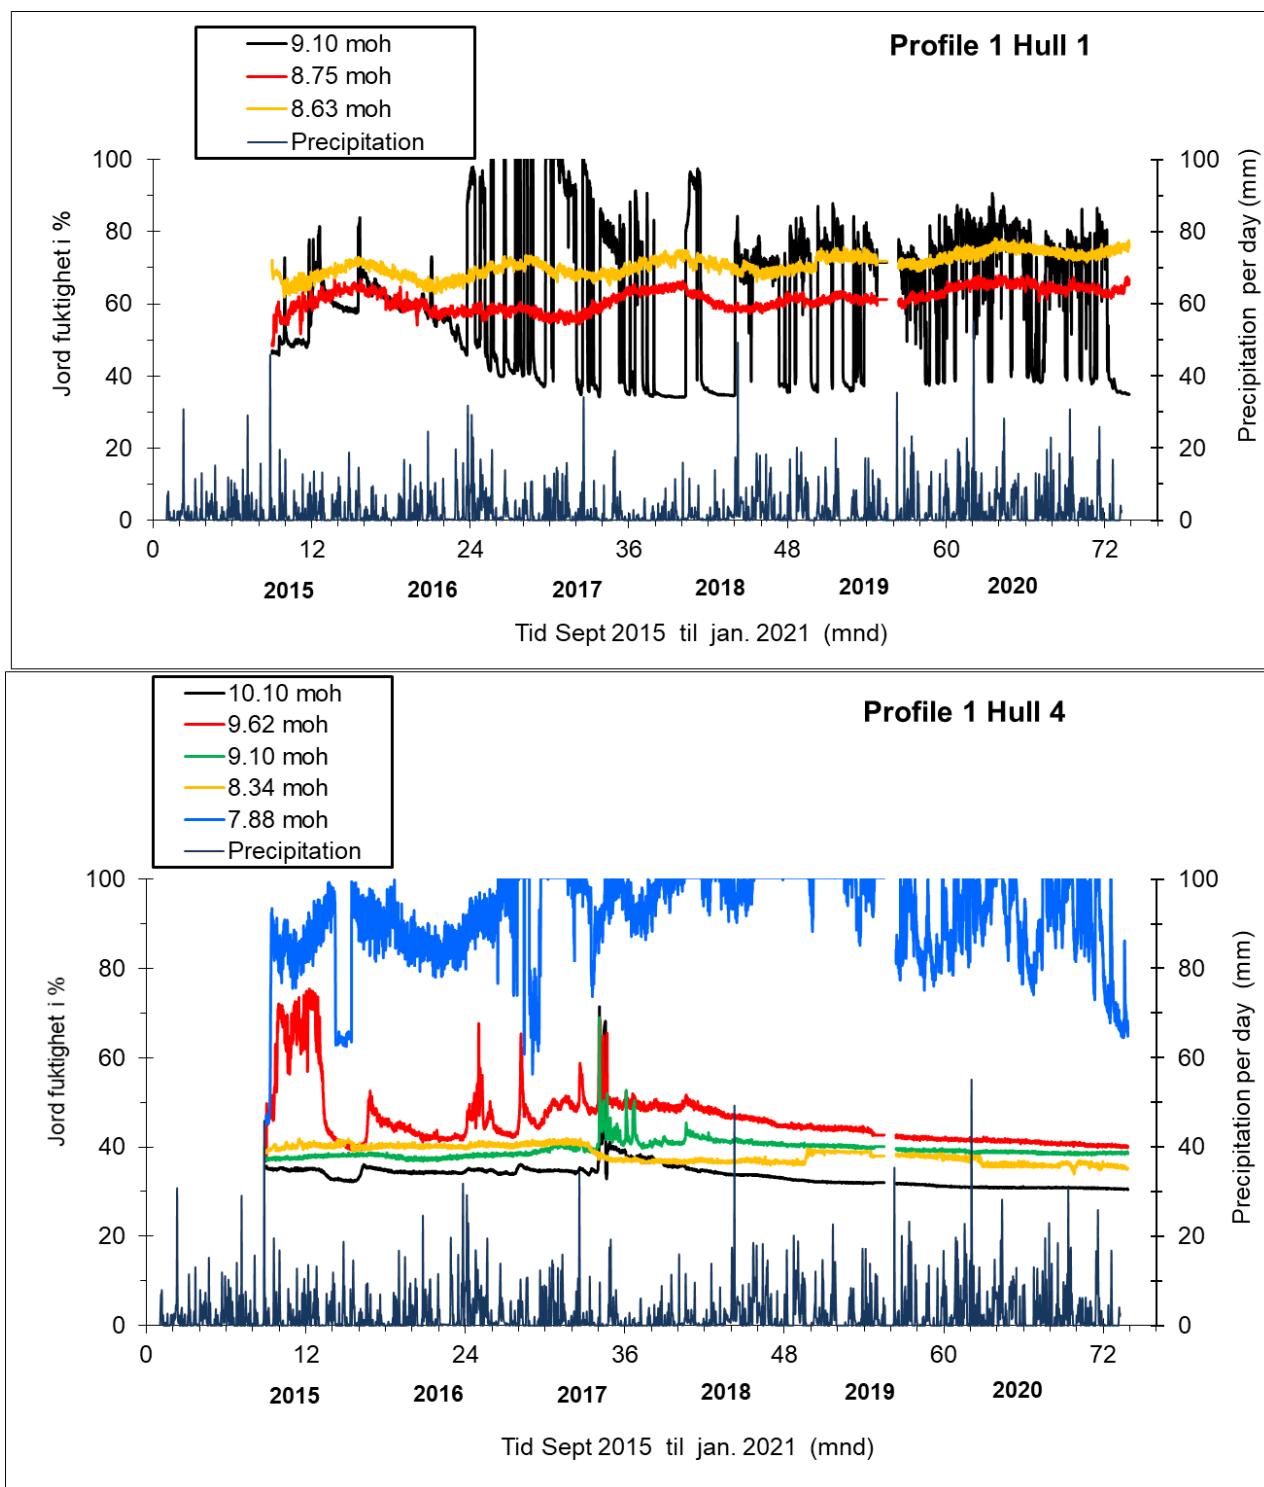 9.10 moh
8.75 moh
8.63 moh
Precipitation
Profile 1 Hull 1
100
80
60
40
20
0
Jord fuktighet i %
100
80
60
40
20
0
Precipitation per day (mm)
0 12 24 36 48 60 72
2015 2016 2017 2018 2019 2020
Tid Sept 2015 til jan. 2021 (mnd)
10.10 moh
9.62 moh
9.10 moh
8.34 moh
7.88 moh
Precipitation
Profile 1 Hull 4
100
80
60
40
20
0
Jord fuktighet i %
100
80
60
40
20
0
Precipitation per day (mm)
0 12 24 36 48 60 72
2015 2016 2017 2018 2019 2020
Tid Sept 2015 til jan. 2021 (mnd)